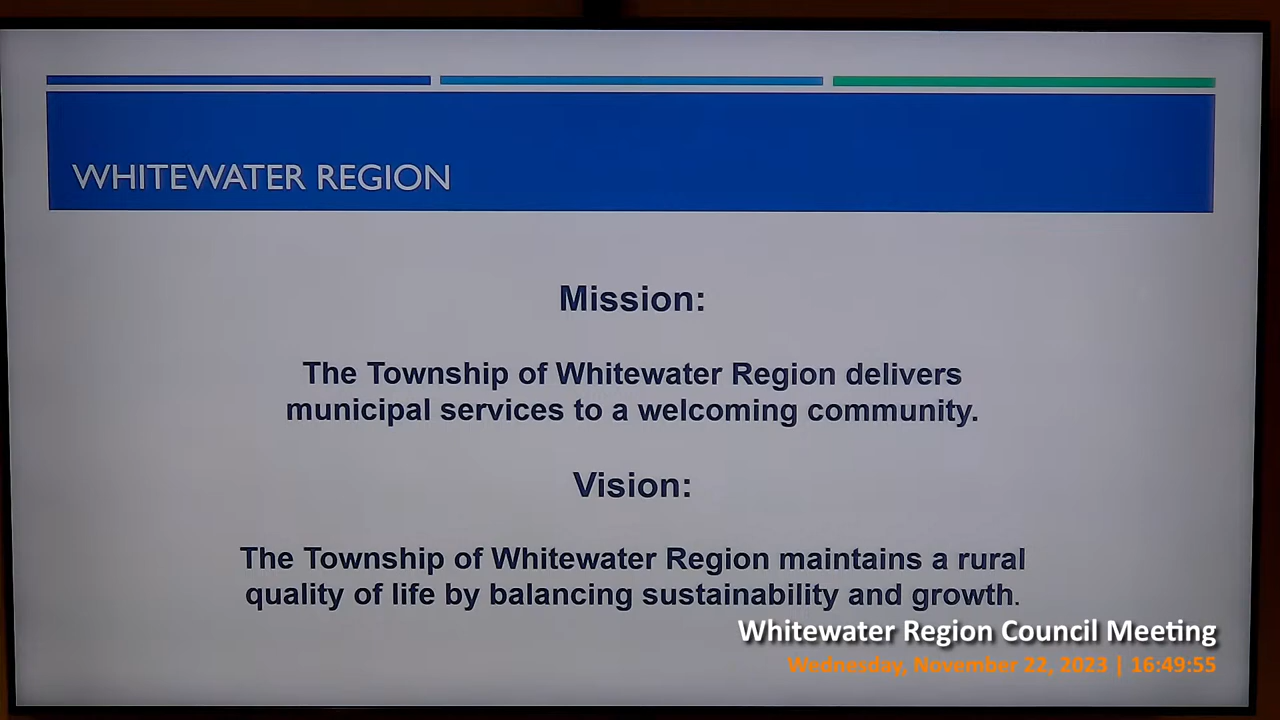 WHITEWATER REGION
Mission:
The Township of Whitewater Region delivers
municipal services to a welcoming community.
Vision:
The Township of Whitewater Region maintains a rural
quality of life by balancing sustainability and growth.
Whitewater Region Council Meeting
Wednesday, November 22, 2023 | 16:49:55